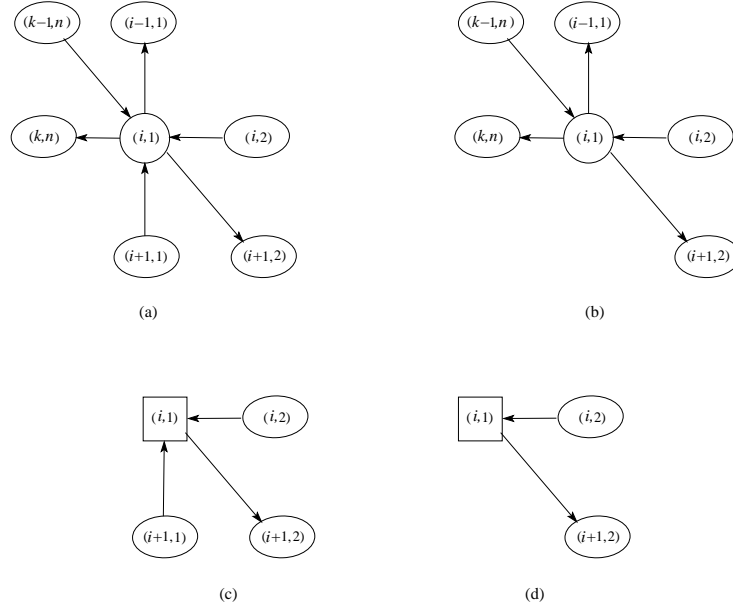 (k−1,n) (i−1,1) (k−1,n) (i−1,1)
(k,n) (i,1) (i,2) (k,n) (i,1) (i,2)
(i+1,1) (i+1,2) (i+1,2)
(a) (b)
(i,1) (i,2) (i,1) (i,2)
(i+1,1) (i+1,2) (i+1,2)
(c) (d)